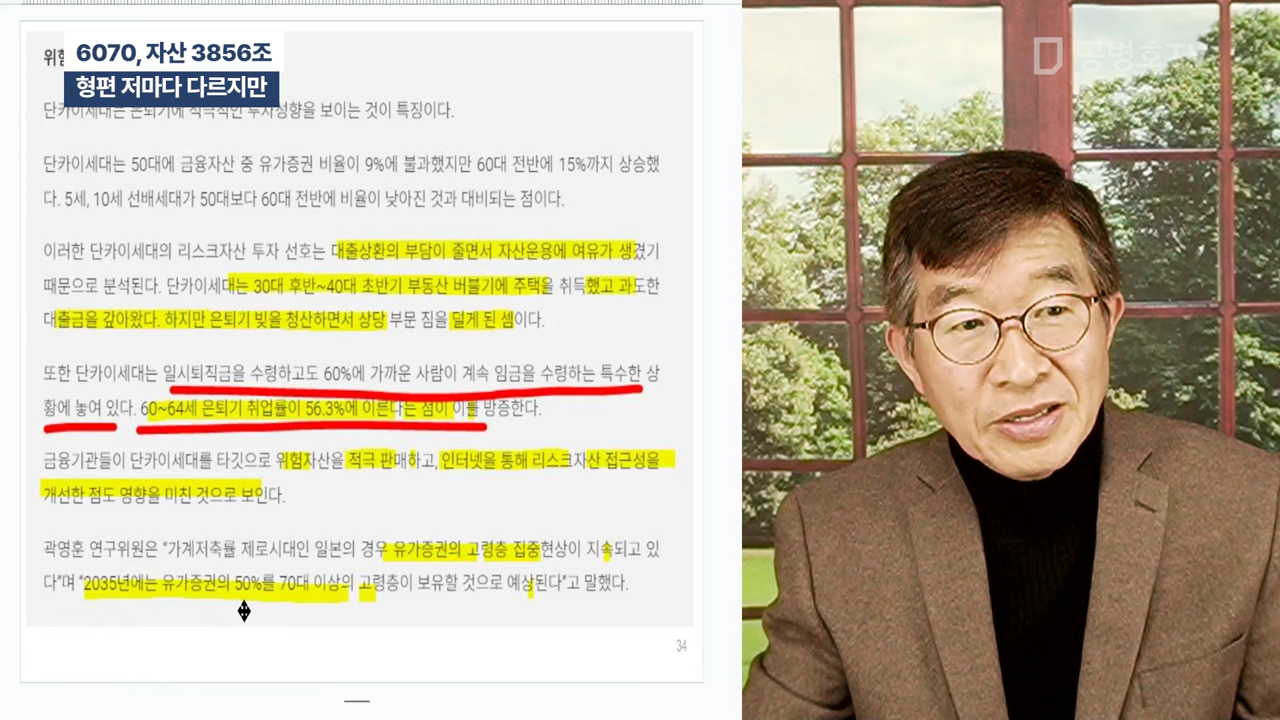 6070, 자산 3856조
형편 저마다 다르지만
공병호TV
위험
단카이세대는 은퇴기에 적극적인 투자성향을 보이는 것이 특징이다.
단카이세대는 50대에 금융자산 중 유가증권 비율이 9%에 불과했지만 60대 전반에 15%까지 상승했
다. 5세, 10세 선배세대가 50대보다 60대 전반에 비율이 낮아진 것과 대비되는 점이다.
이러한 단카이세대의 리스크자산 투자 선호는 대출상환의 부담이 줄면서 자산운용에 여유가 생겼기
때문으로 분석된다. 단카이세대는 30대 후반~40대 초반기 부동산 버블기에 주택을 취득했고 과도한
대출금을 갚아왔다. 하지만 은퇴기 빚을 청산하면서 상당 부문 짐을 덜게 된 셈이다.
또한 단카이세대는 일시퇴직금을 수령하고도 60%에 가까운 사람이 계속 임금을 수령하는 특수한 상
황에 놓여 있다. 60~64세 은퇴기 취업률이 56.3%에 이른다는 점이 이를 방증한다.
금융기관들이 단카이세대를 타깃으로 위험자산을 적극 판매하고, 인터넷을 통해 리스크자산 접근성을
개선한 점도 영향을 미친 것으로 보인다.
곽영훈 연구위원은 "가계저축률 제로시대인 일본의 경우 유가증권의 고령층 집중현상이 지속되고 있
다"며 "2035년에는 유가증권의 50%를 70대 이상의 고령층이 보유할 것으로 예상된다"고 말했다.
34